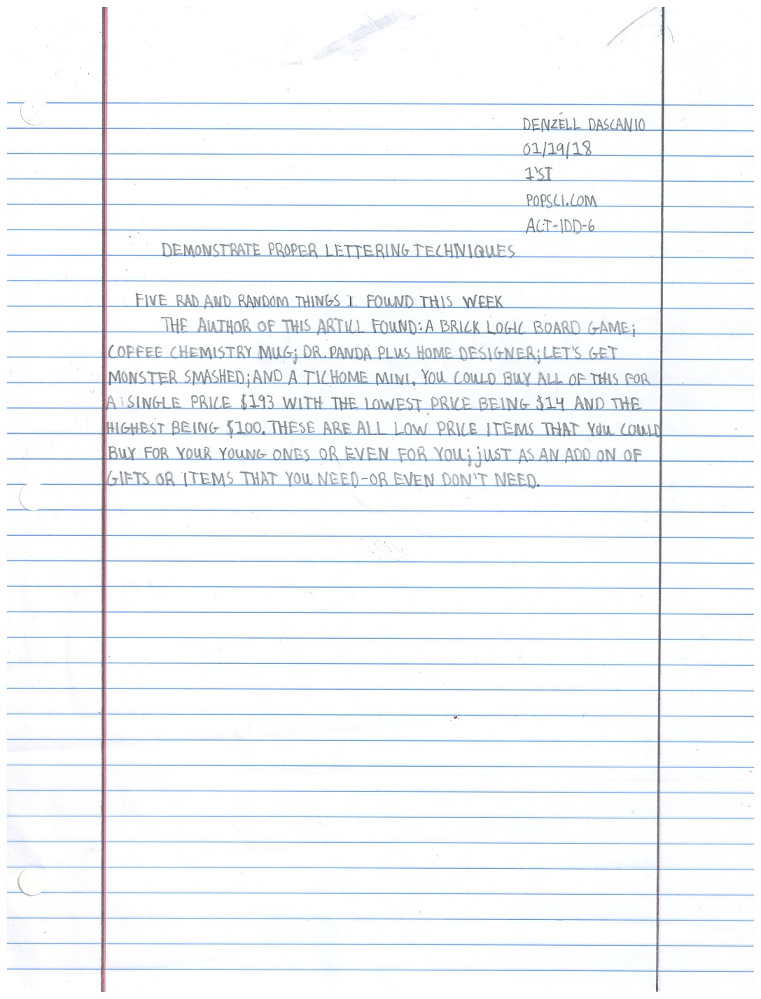 DENZÉLL DASCANIO
01/19/18
1'ST
POPSCI.COM
ACT-IDD-6
DEMONSTRATE PROPER LETTERING TECHNIQUES
FIVE RAD AND RANDOM THINGS I FOUND THIS WEEK
THE AUTHOR OF THIS ARTICLL FOUND: A BRICK LOGIC BOARD GAME;
COFFEE CHEMISTRY MUG; DR. PANDA PLUS HOME DESIGNER; LET'S GET
MONSTER SMASHED; AND A TICHOME MINI. YOU COULD BUY ALL OF THIS FOR
A SINGLE PRICE $193 WITH THE LOWEST PRICE BEING $14 AND THE
HIGHEST BEING $100. THESE ARE ALL LOW PRICE ITEMS THAT YOU COULD
BUY FOR YOUR YOUNG ONES OR EVEN FOR YOU; JUST AS AN ADD ON OF
GIFTS OR ITEMS THAT YOU NEED-OR EVEN DON'T NEED.